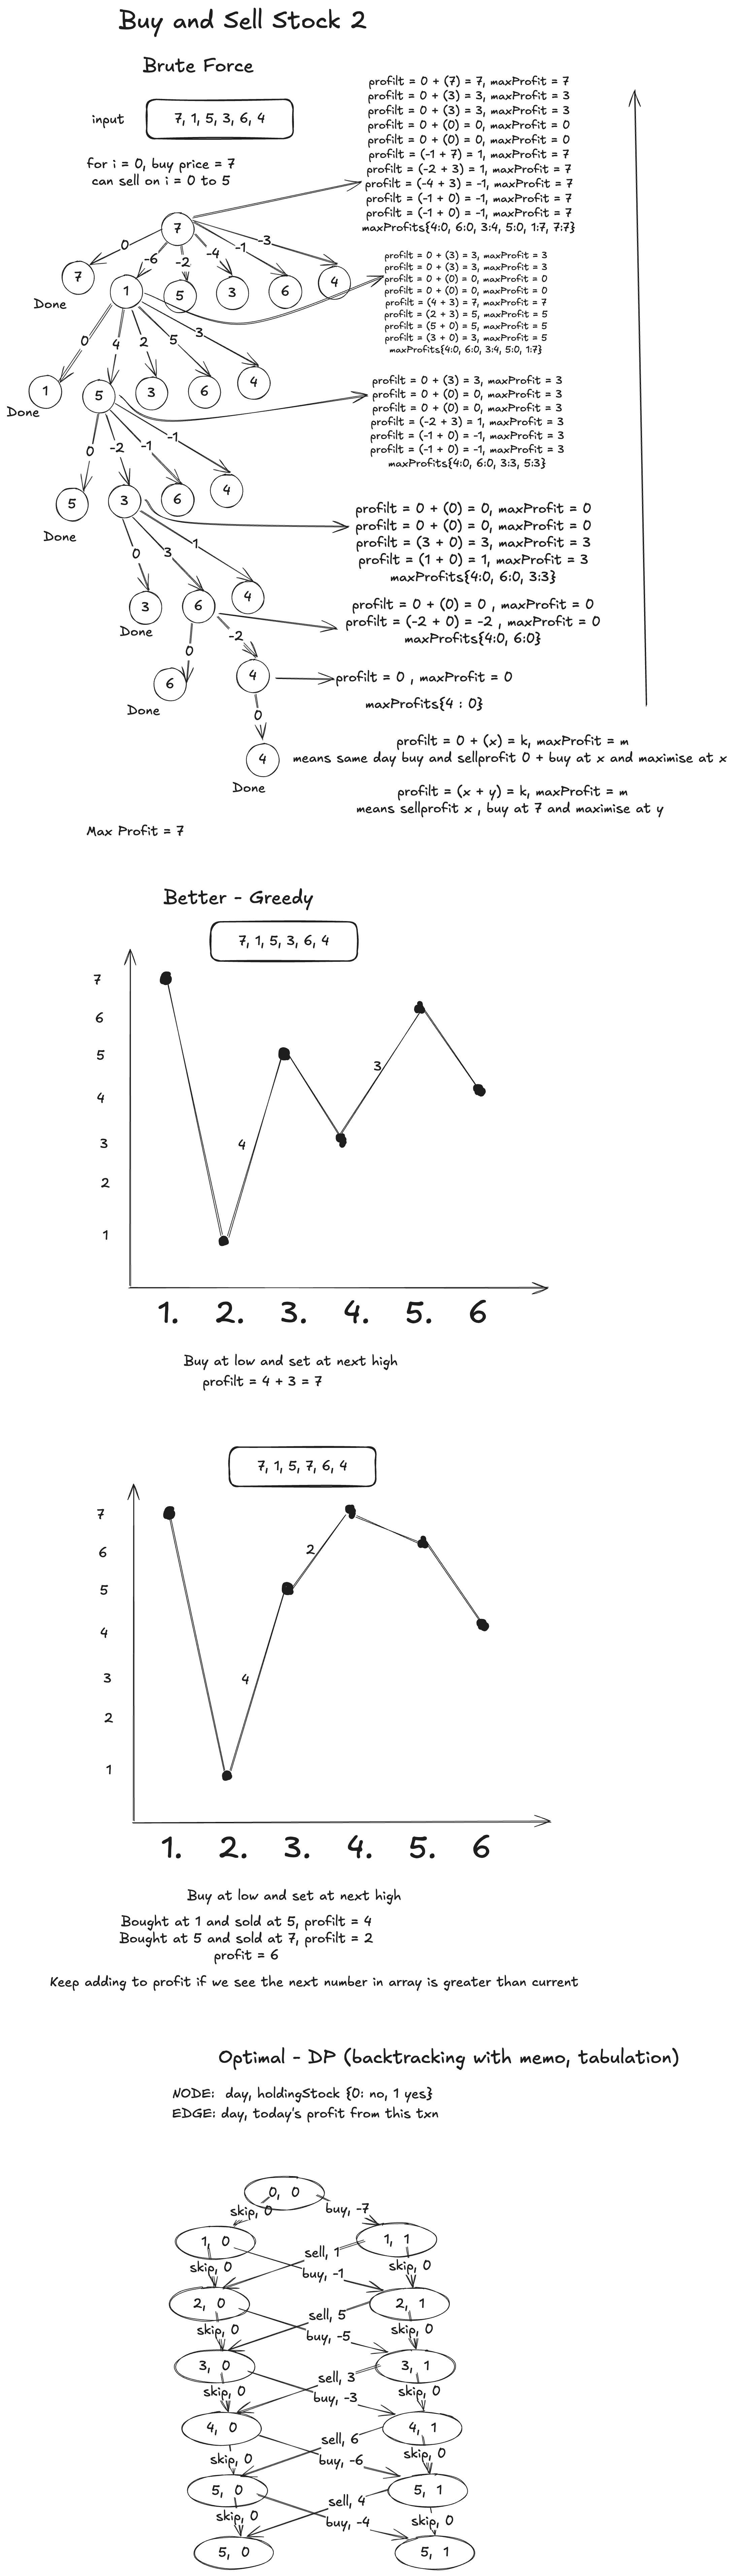 Buy and Sell Stock 2
Brute Force
input
7, 1, 5, 3, 6, 4
for i = 0, buy price = 7
can sell on i = 0 to 5
profilt = 0 + (7) = 7, maxProfit = 7
profilt = 0 + (3) = 3, maxProfit = 3
profilt = 0 + (3) = 3, maxProfit = 3
profilt = 0 + (0) = 0, maxProfit = 0
profilt = 0 + (0) = 0, maxProfit = 0
profilt = (-1 + 7) = 1, maxProfit = 7
profilt = (-2 + 3) = 1, maxProfit = 7
profilt = (-4 + 3) = -1, maxProfit = 7
profilt = (-1 + 0) = -1, maxProfit = 7
profilt = (-1 + 0) = -1, maxProfit = 7
maxProfits{4:0, 6:0, 3:4, 5:0, 1:7, 7:7}
7
0
-6
-2
-4
-1
-3
7
1
5
3
6
4
Done
profilt = 0 + (3) = 3, maxProfit = 3
profilt = 0 + (3) = 3, maxProfit = 3
profilt = 0 + (0) = 0, maxProfit = 0
profilt = 0 + (0) = 0, maxProfit = 0
profilt = (4 + 3) = 7, maxProfit = 7
profilt = (2 + 3) = 5, maxProfit = 5
profilt = (5 + 0) = 5, maxProfit = 5
profilt = (3 + 0) = 3, maxProfit = 5
maxProfits{4:0, 6:0, 3:4, 5:0, 1:7}
0
4
2
5
3
1
5
3
6
4
Done
profilt = 0 + (3) = 3, maxProfit = 3
profilt = 0 + (0) = 0, maxProfit = 3
profilt = 0 + (0) = 0, maxProfit = 3
profilt = (-2 + 3) = 1, maxProfit = 3
profilt = (-1 + 0) = -1, maxProfit = 3
profilt = (-1 + 0) = -1, maxProfit = 3
maxProfits{4:0, 6:0, 3:3, 5:3}
0
-2
-1
-1
5
3
6
4
Done
profilt = 0 + (0) = 0, maxProfit = 0
profilt = 0 + (0) = 0, maxProfit = 0
profilt = (3 + 0) = 3, maxProfit = 3
profilt = (1 + 0) = 1, maxProfit = 3
maxProfits{4:0, 6:0, 3:3}
0
3
1
3
6
4
Done
profilt = 0 + (0) = 0 , maxProfit = 0
profilt = (-2 + 0) = -2 , maxProfit = 0
maxProfits{4:0, 6:0}
0
-2
6
4
Done
profilt = 0 , maxProfit = 0
maxProfits{4 : 0}
0
4
Done
profilt = 0 + (x) = k, maxProfit = m
means same day buy and sellprofit 0 + buy at x and maximise at x
profilt = (x + y) = k, maxProfit = m
means sellprofit x , buy at 7 and maximise at y
Max Profit = 7
Better - Greedy
7, 1, 5, 3, 6, 4
7
6
5
4
3
2
1
4
3
1. 2. 3. 4. 5. 6
Buy at low and set at next high
profilt = 4 + 3 = 7
7, 1, 5, 7, 6, 4
7
6
5
4
3
2
1
4
2
1. 2. 3. 4. 5. 6
Buy at low and set at next high
Bought at 1 and sold at 5, profilt = 4
Bought at 5 and sold at 7, profilt = 2
profit = 6
Keep adding to profit if we see the next number in array is greater than current
Optimal - DP (backtracking with memo, tabulation)
NODE: day, holdingStock {0: no, 1 yes}
EDGE: day, today's profit from this txn
0, 0
skip, 0
buy, -7
1, 0
1, 1
sell, 1
skip, 0
skip, 0
buy, -1
2, 0
2, 1
sell, 5
skip, 0
skip, 0
buy, -5
3, 0
3, 1
sell, 3
skip, 0
skip, 0
buy, -3
4, 0
4, 1
sell, 6
skip, 0
skip, 0
buy, -6
5, 0
5, 1
sell, 4
skip, 0
skip, 0
buy, -4
5, 0
5, 1